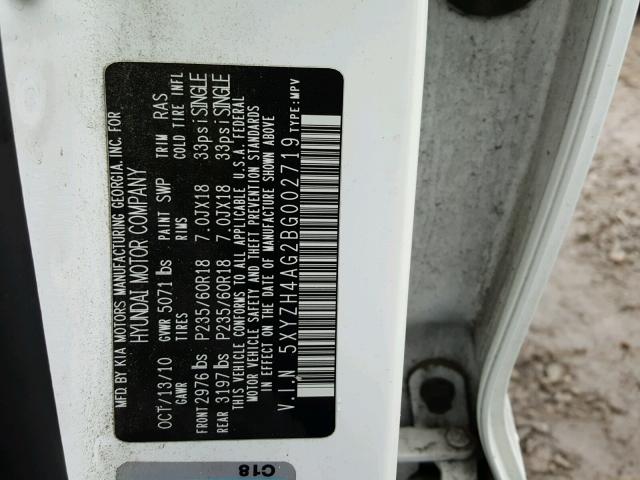 MFD.BY KIA MOTORS MANUFACTURING GEORGIA, INC. FOR
HYUNDAI MOTOR COMPANY
OCT/13/10 GVWR 5071 lbs PAINT SWP TRIM RAS
GAWR TIRES RIMS COLD TIRE INFL
FRONT 2976 lbs P235/60R18 7.0JX18 33psi SINGLE
REAR 3197 lbs P235/60R18 7.0JX18 33psi SINGLE
THIS VEHICLE CONFORMS TO ALL APPLICABLE U.S.A. FEDERAL
MOTOR VEHICLE SAFETY AND THEFT PREVENTION STANDARDS
IN EFFECT ON THE DATE OF MANUFACTURE SHOWN ABOVE.
V.I.N 5XYZH4AG2BG002719 TYPE:MPV
C18